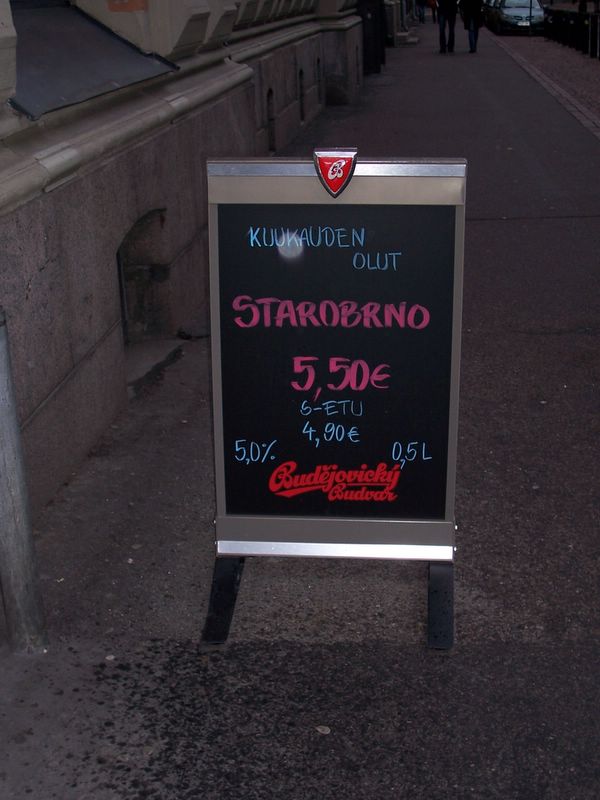 KUUKAUDEN
OLUT
STAROBRNO
5,50€
S-ETU
4,90€
5,0% 0,5L
Budějovický
Budvar